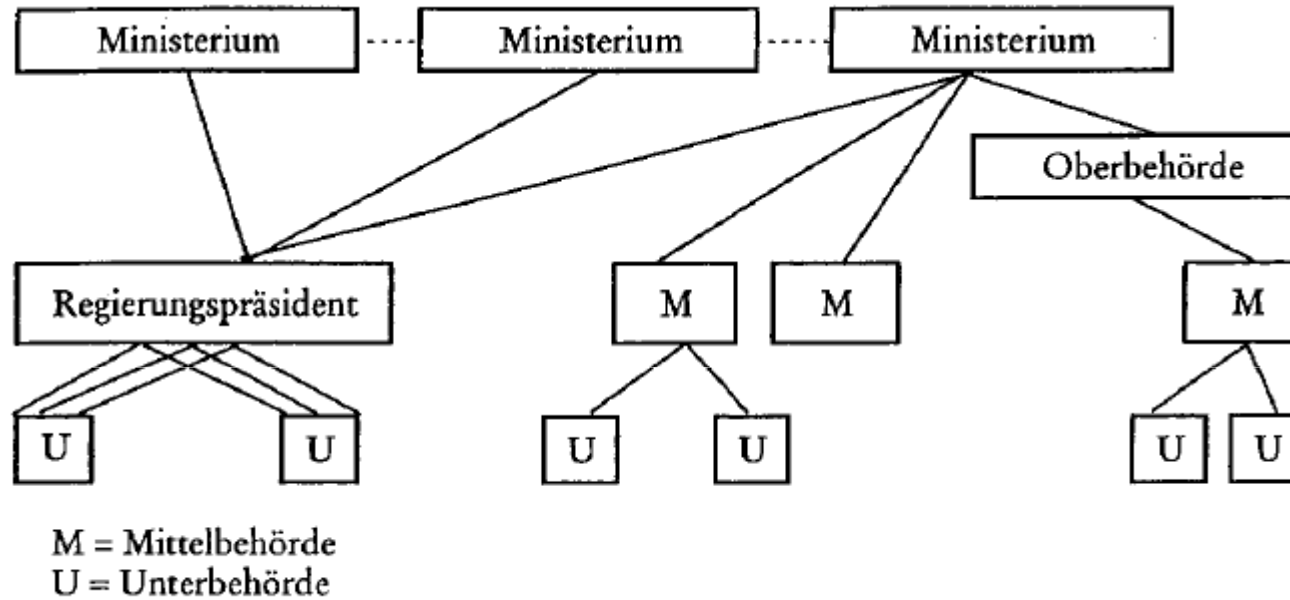 Ministerium Ministerium Ministerium
Oberbehörde
Regierungspräsident M M M
U U U U U U
M = Mittelbehörde
U = Unterbehörde